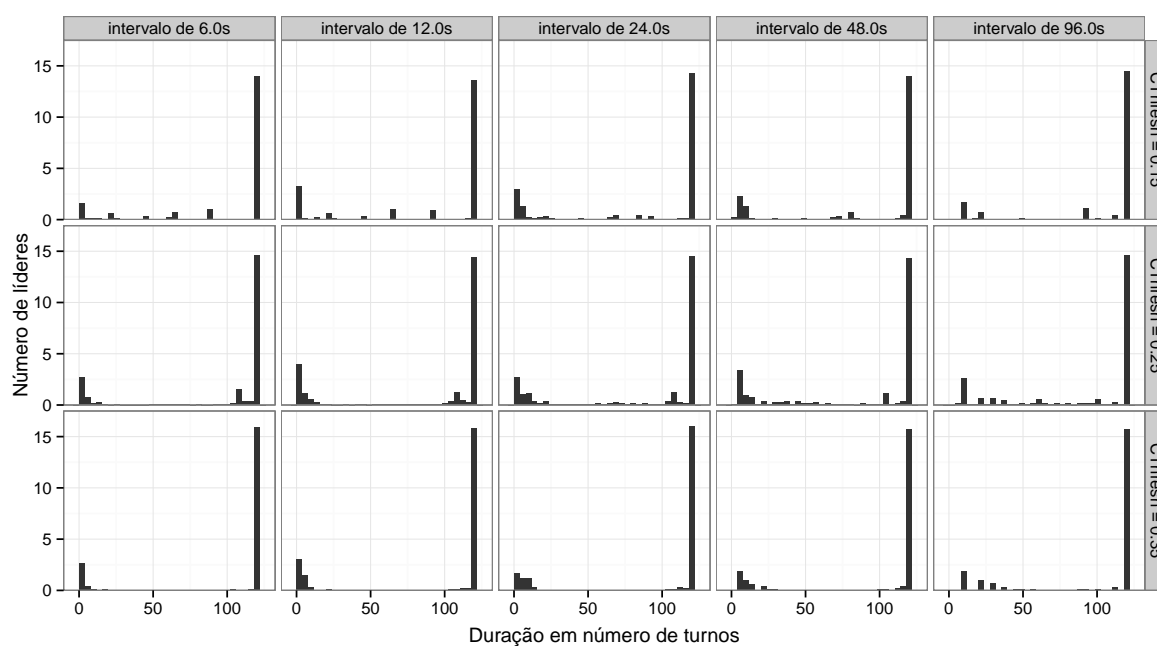 intervalo de 6.0s
intervalo de 12.0s
intervalo de 24.0s
intervalo de 48.0s
intervalo de 96.0s
15
10
5
0
15
10
5
0
15
10
5
0
Número de líderes
0 50 100
0 50 100
0 50 100
0 50 100
0 50 100
Duração em número de turnos